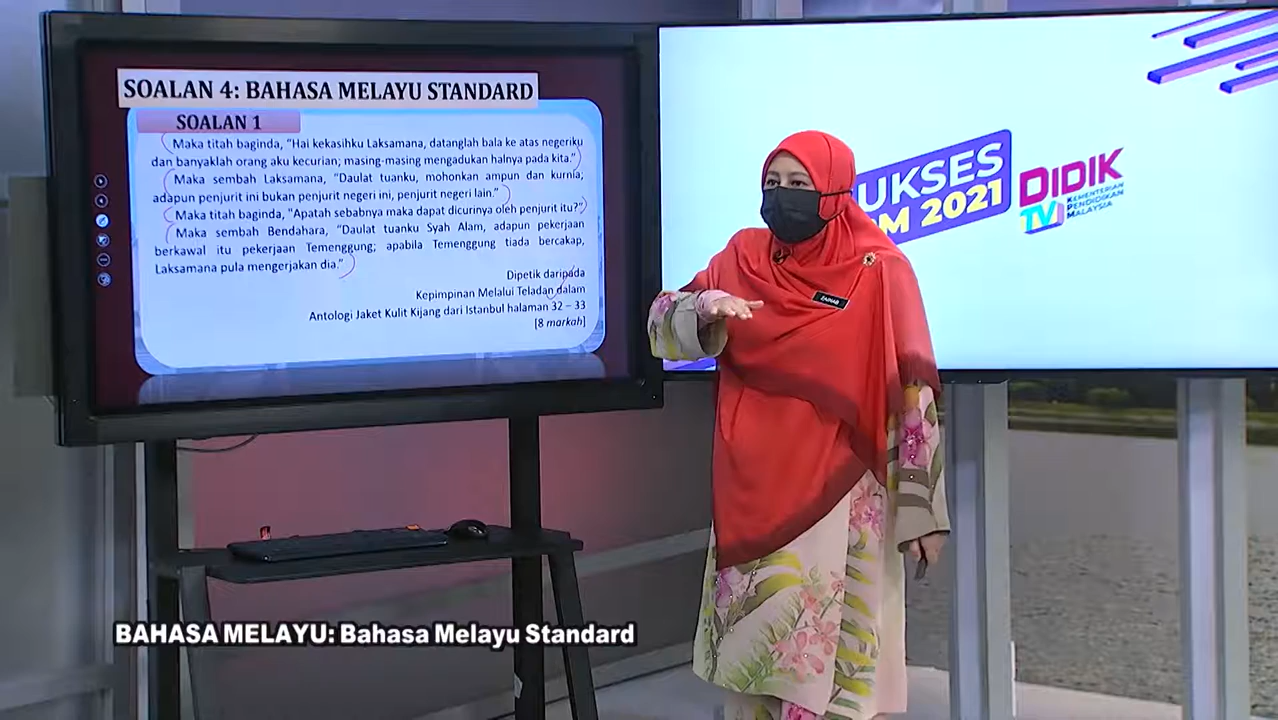 SOALAN 4: BAHASA MELAYU STANDARD
SOALAN 1
Maka titah baginda, “Hai kekasihku Laksamana, datanglah bala ke atas negeriku
dan banyaklah orang aku kecurian; masing-masing mengadukan halnya pada kita.”
Maka sembah Laksamana, “Daulat tuanku, mohonkan ampun dan kurnia;
adapun penjurit ini bukan penjurit negeri ini, penjurit negeri lain.”
Maka titah baginda, “Apatah sebabnya maka dapat dicurinya oleh penjurit itu?”
Maka sembah Bendahara, “Daulat tuanku Syah Alam, adapun pekerjaan
berkawal itu pekerjaan Temenggung; apabila Temenggung tiada bercakap,
Laksamana pula mengerjakan dia.”
Dipetik daripada
Kepimpinan Melalui Teladan dalam
Antologi Jaket Kulit Kijang dari Istanbul halaman 32 – 33
[8 markah]
UKSES
M 2021
DIDIK
TV
KEMENTERIAN
PENDIDIKAN
MALAYSIA
ZAINAB
BAHASA MELAYU: Bahasa Melayu Standard